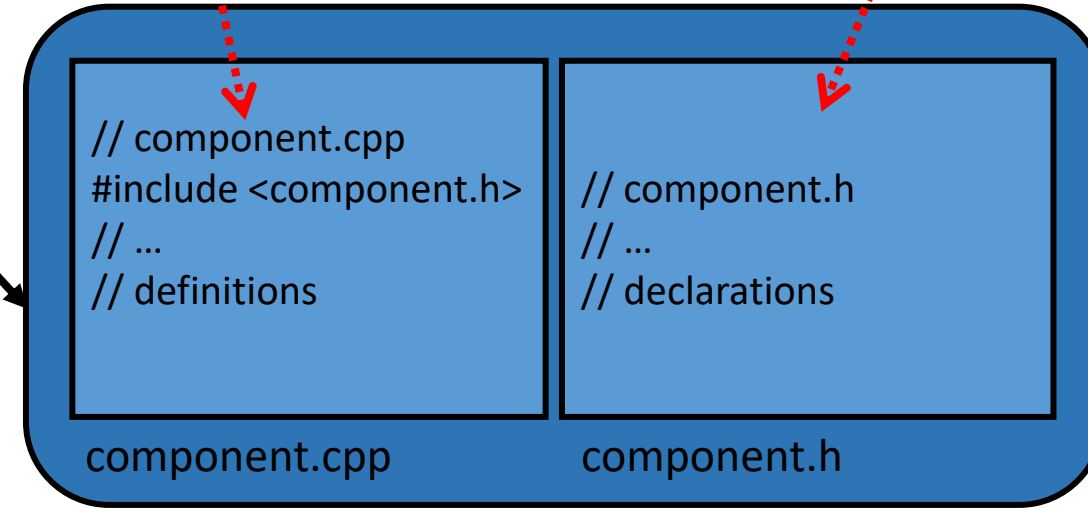 // component.cpp
#include <component.h>
// …
// definitions
// component.h
// …
// declarations
component.cpp
component.h